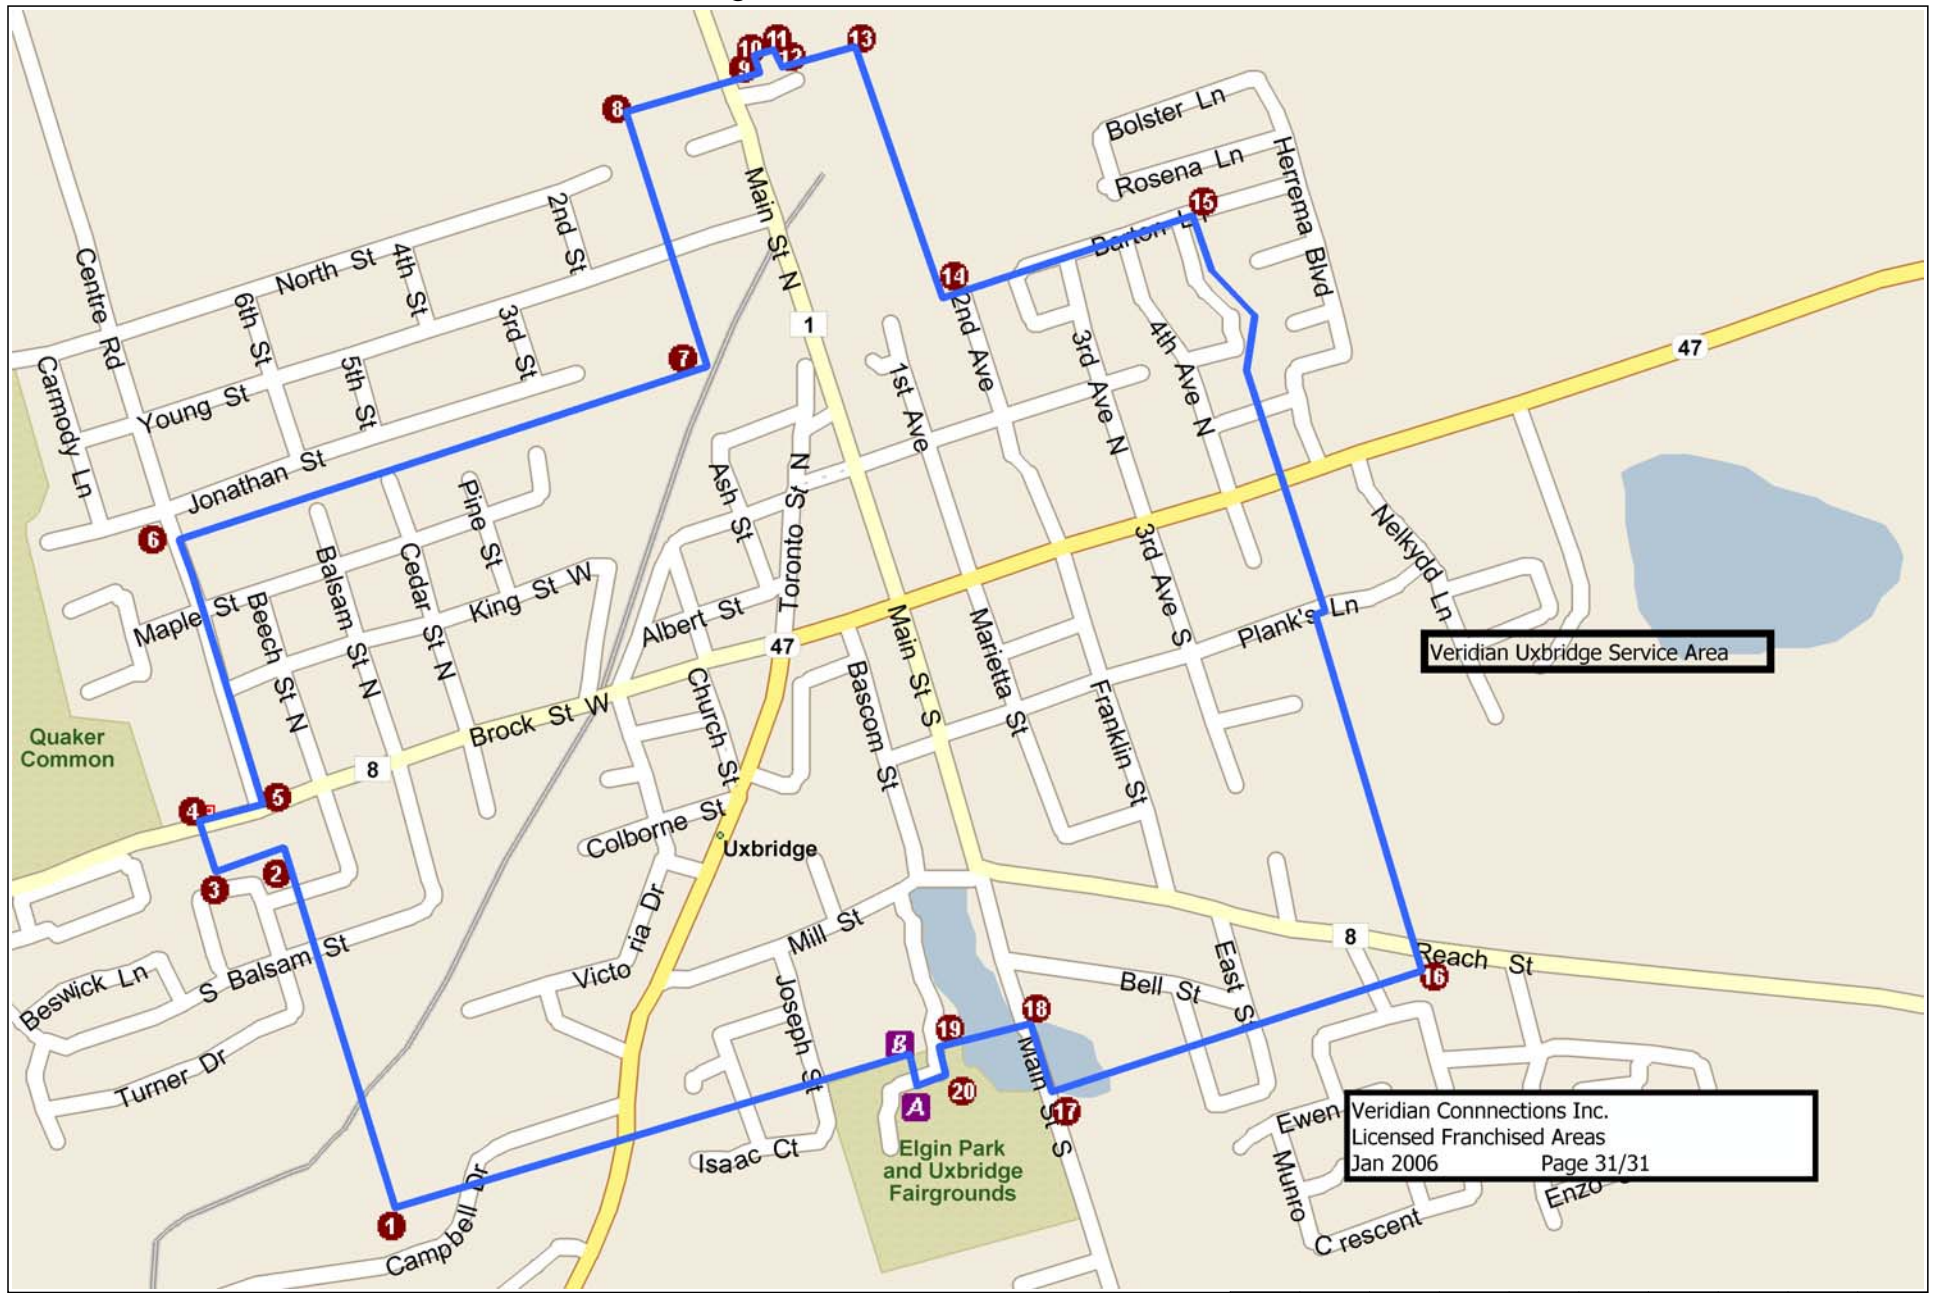 13
11
10
12
9
8
Bolster Ln
Herrema Blvd
Rosena Ln
Main St N
15
2nd St
Barton L
Centre Rd
North St
4th St
14
47
6th St
3rd St
2nd Ave
1
4th Ave N
3rd Ave N
7
Carmody Ln
5th St
1st Ave
Young St
Jonathan St
Ash St
Toronto St N
Pine St
Nelkydd Ln
6
3rd Ave S
Balsam St N
Cedar St N
King St W
Maple St
Beech St N
Albert St
Main St S
Marietta St
Plank's Ln
47
Veridian Uxbridge Service Area
Bascom St
Church St
Franklin St
Brock St W
Quaker
Common
8
5
4
Colborne St
Uxbridge
2
3
Victo ria Dr
Mill St
8
East St
Reach St
S Balsam St
Beswick Ln
Joseph St
Bell St
16
18
19
B
Main St S
Turner Dr
20
A
17
Veridian Connnections Inc.
Licensed Franchised Areas
Jan 2006 Page 31/31
Ewen
Elgin Park
and Uxbridge
Fairgrounds
Isaac Ct
Munro
Enzo
1
Campbell Dr
Crescent